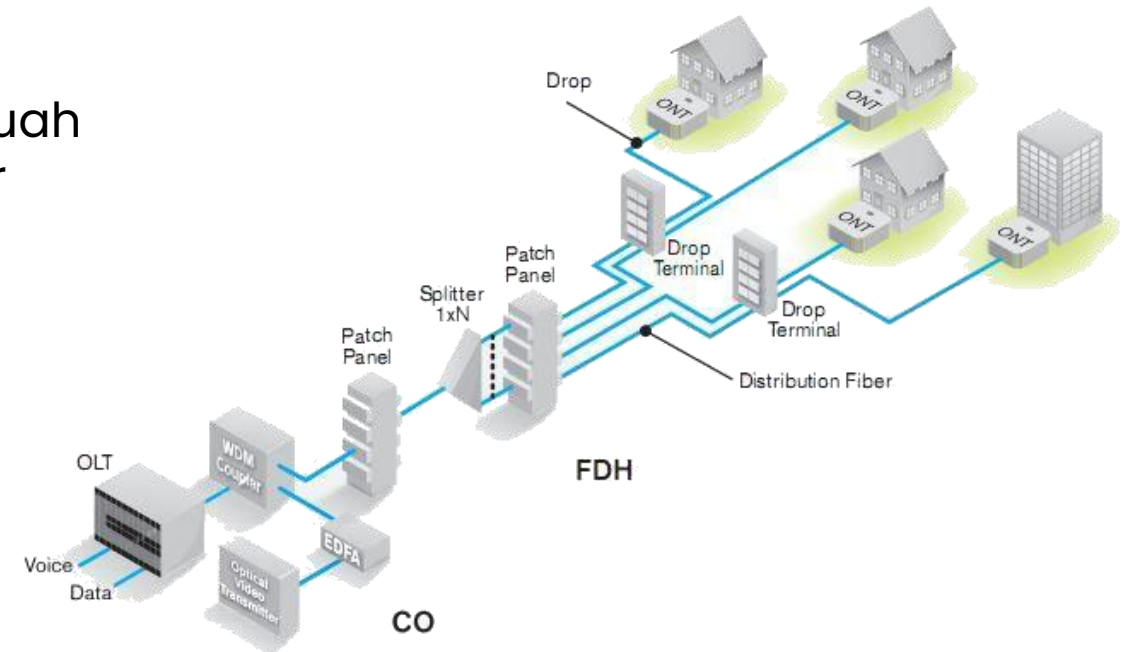 uah
Drop
ONT
ONT
ONT
ONT
Drop
Terminal
Drop
Terminal
Patch
Panel
Splitter
1xN
Patch
Panel
Distribution Fiber
WDM
Coupler
OLT
FDH
EDFA
Voice
Data
Optical
Video
Transmitter
CO